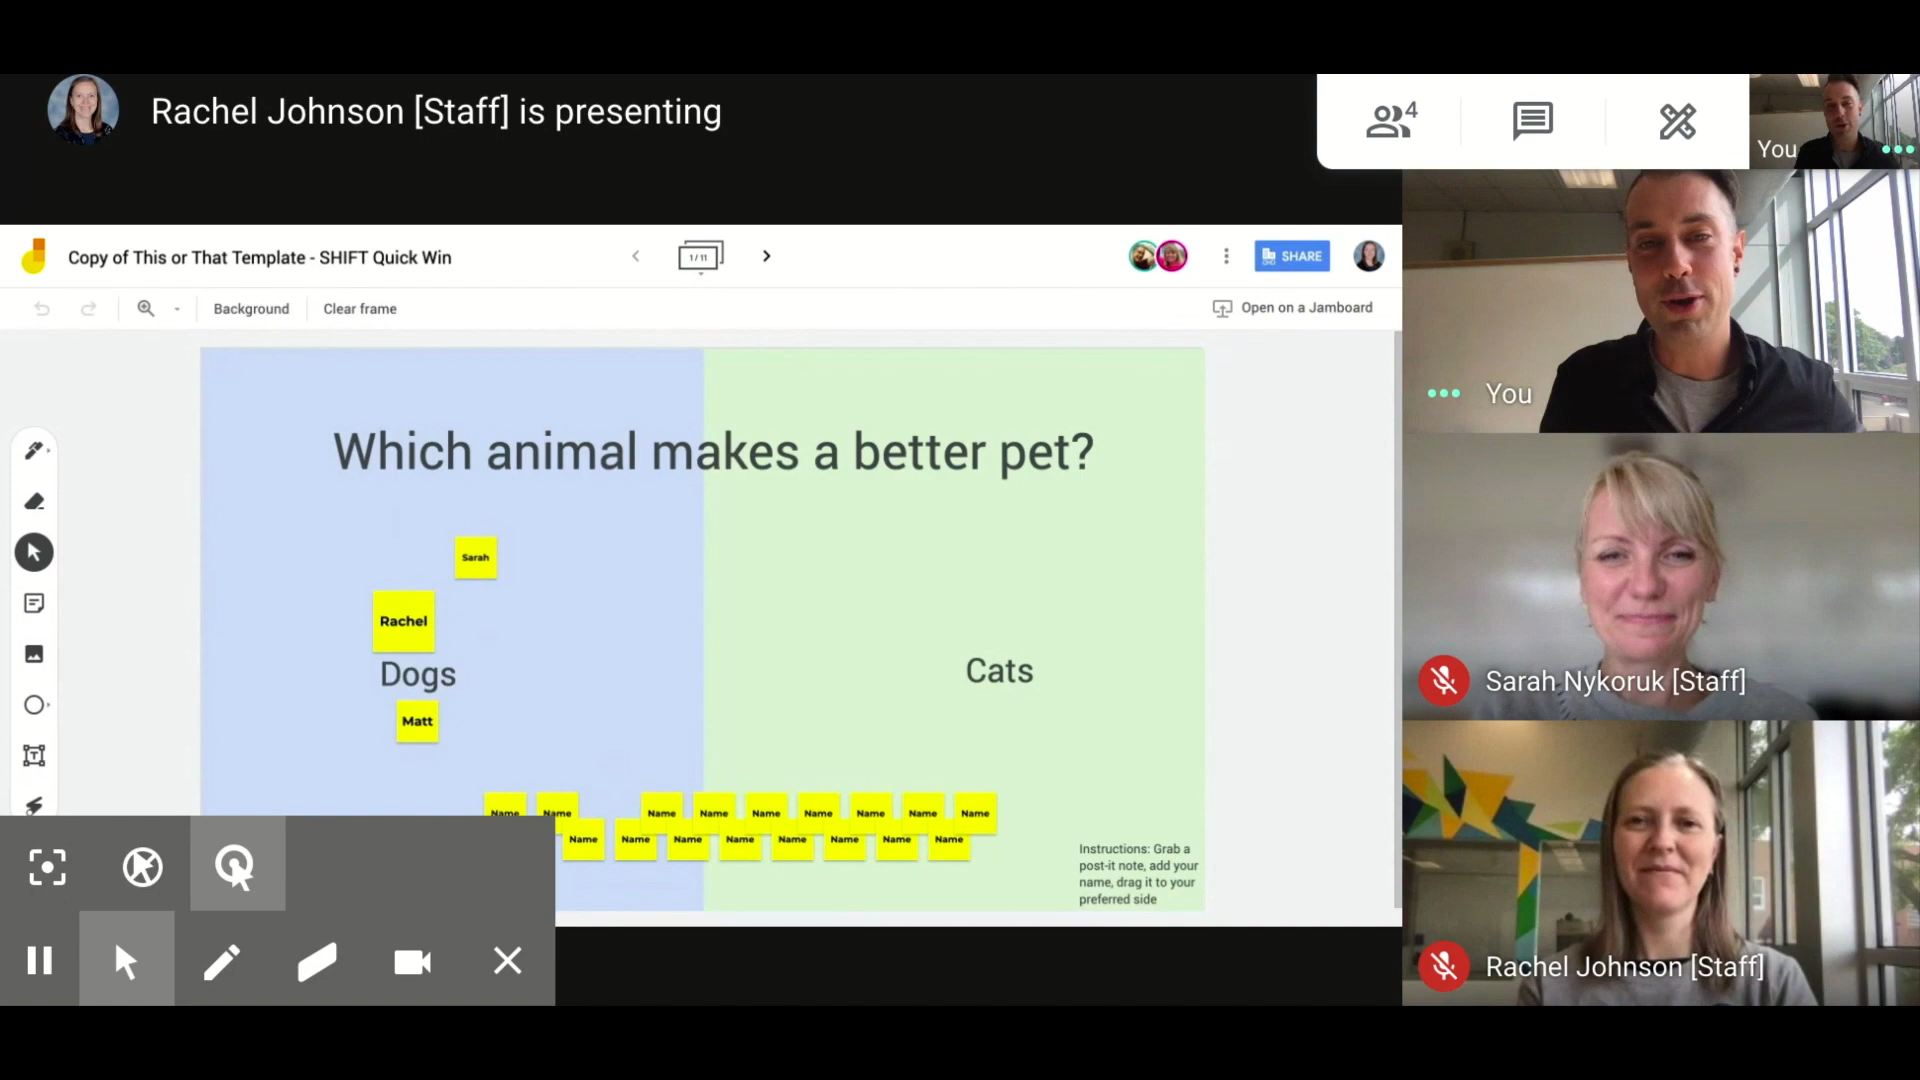 Rachel Johnson [Staff] is presenting
4
You
Copy of This or That Template - SHIFT Quick Win
1/11
SHARE
Background
Clear frame
Open on a Jamboard
You
Which animal makes a better pet?
Sarah
Rachel
Dogs
Cats
Matt
Sarah Nykoruk [Staff]
Name Name Name Name Name Name Name Name Name
Name Name Name Name Name Name Name Name
Instructions: Grab a
post-it note, add your
name, drag it to your
preferred side
Rachel Johnson [Staff]